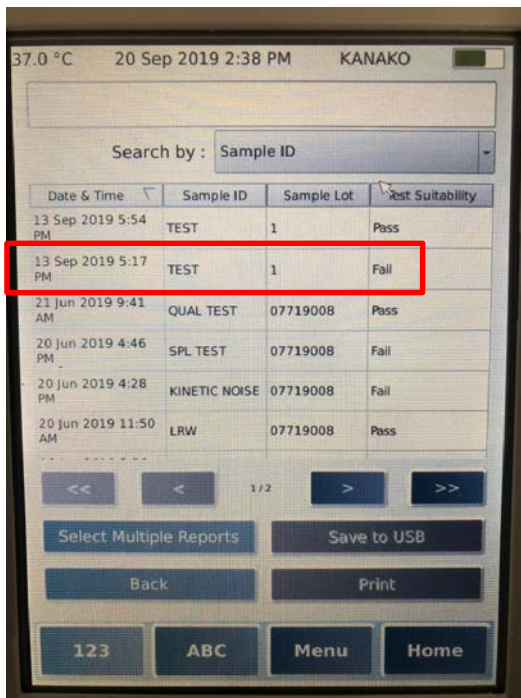 37.0 °C 20 Sep 2019 2:38 PM KANAKO
Search by : Sample ID
Date & Time Sample ID Sample Lot Test Suitability
13 Sep 2019 5:54 PM TEST 1 Pass
13 Sep 2019 5:17 PM TEST 1 Fail
21 Jun 2019 9:41 AM QUAL TEST 07719008 Pass
20 Jun 2019 4:46 PM SPL TEST 07719008 Fail
20 Jun 2019 4:28 PM KINETIC NOISE 07719008 Fail
20 Jun 2019 11:50 AM LRW 07719008 Pass
<< < 1/2 > >>
Select Multiple Reports Save to USB
Back Print
123 ABC Menu Home